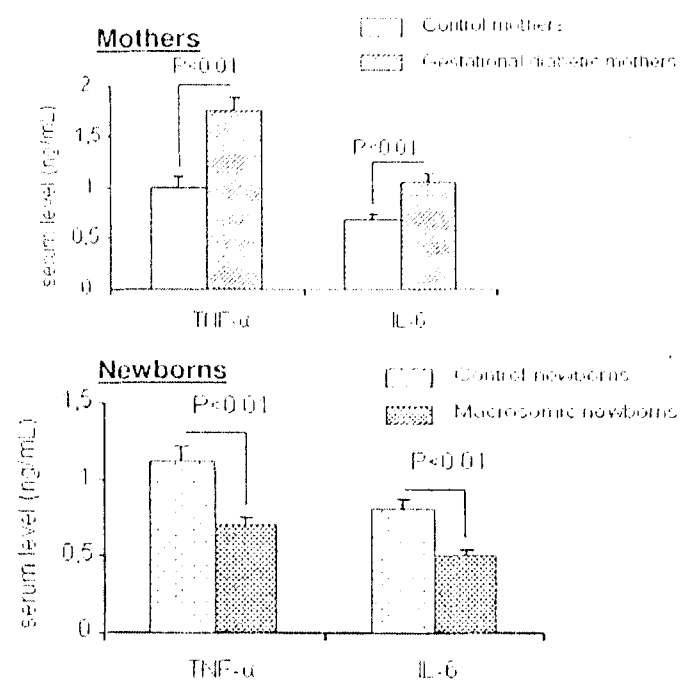 Mothers
Control mothers
Gestational diabetic mothers
P<0.01
P<0.01
serum level (ng/mL)
2
1,5
1
0,5
0
TNF-α
IL-6
Newborns
Control newborns
Macrosomic newborns
P<0.01
P<0.01
serum level (ng/mL)
1,5
1
0,5
0
TNF-α
IL-6